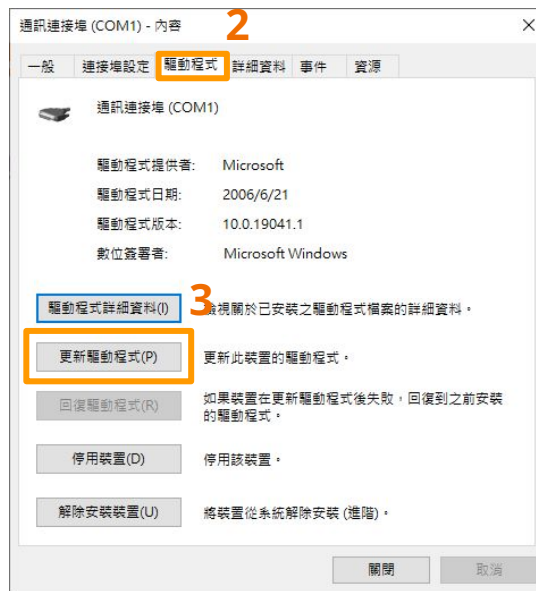 通訊連接埠 (COM1) - 內容
2
一般 連接埠設定 驅動程式 詳細資料 事件 資源
通訊連接埠 (COM1)
驅動程式提供者: Microsoft
驅動程式日期: 2006/6/21
驅動程式版本: 10.0.19041.1
數位簽署者: Microsoft Windows
3
驅動程式詳細資料(I) 檢視關於已安裝之驅動程式檔案的詳細資料。
更新驅動程式(P) 更新此裝置的驅動程式。
回復驅動程式(R) 如果裝置在更新驅動程式後失敗，回復到之前安裝
的驅動程式。
停用裝置(D) 停用該裝置。
解除安裝裝置(U) 將裝置從系統解除安裝 (進階)。
關閉 取消